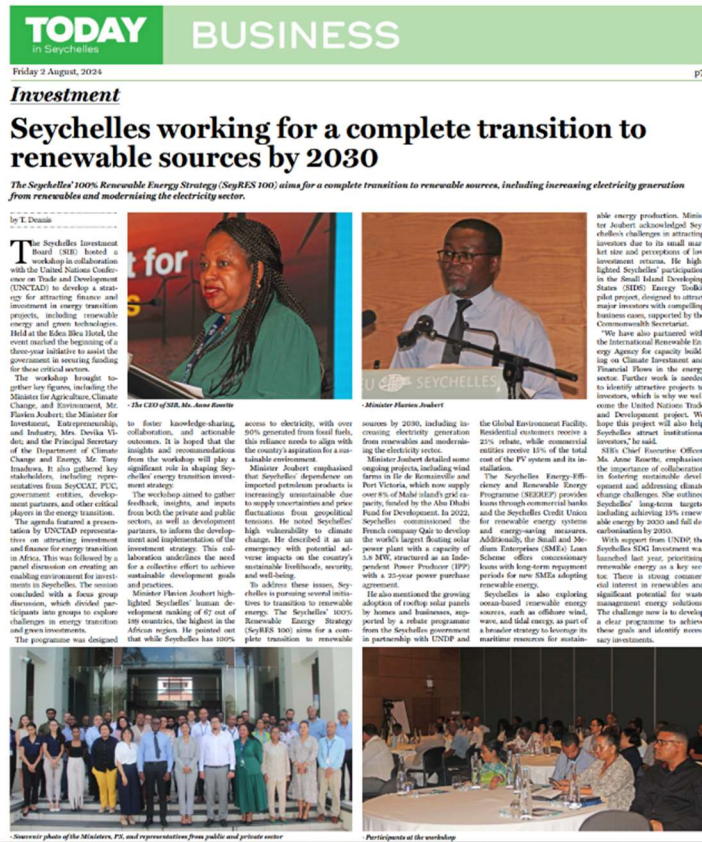 TODAY
in Seychelles
BUSINESS
Friday 2 August, 2024
Investment
Seychelles working for a complete transition to
renewable sources by 2030
The Seychelles' 100% Renewable Energy Strategy (SeyRES 100) aims for a complete transition to renewable sources, including increasing electricity generation
from renewables and modernising the electricity sector.
by T. Dennis
The Seychelles Investment
Board (SIB) hosted a
workshop in collaboration
with the United Nations Confer-
ence on Trade and Development
(UNCTAD) to develop a strat-
egy for attracting finance and
investment in energy transition
projects, including renewable
energy and green technologies.
Held at the Eden Bleu Hotel, the
event marked the beginning of a
three-year initiative to assist the
government in securing funding
for these critical sectors.
The workshop brought to-
gether key figures, including the
Minister for Agriculture, Climate
Change, and Environment, Mr.
Flavien Joubert; the Minister for
Investment, Entrepreneurship,
and Industry, Mrs. Devika Vi-
dot; and the Principal Secretary
of the Department of Climate
Change and Energy, Mr. Tony
Imaduwa. It also gathered key
stakeholders, including repre-
sentatives from SeyCCAT, PUC,
government entities, develop-
ment partners, and other critical
players in the energy transition.
The agenda featured a presen-
tation by UNCTAD representa-
tives on attracting investment
and finance for energy transition
in Africa. This was followed by a
panel discussion on creating an
enabling environment for invest-
ments in Seychelles. The session
concluded with a focus group
discussion, which divided par-
ticipants into groups to explore
challenges in energy transition
and green investments.
The programme was designed
t for
- The CEO of SIB, Ms. Anne Rosette
to foster knowledge-sharing,
collaboration, and actionable
outcomes. It is hoped that the
insights and recommendations
from the workshop will play a
significant role in shaping Sey-
chelles' energy transition invest-
ment strategy.
The workshop aimed to gather
feedback, insights, and inputs
from both the private and public
sectors, as well as development
partners, to inform the develop-
ment and implementation of the
investment strategy. This col-
laboration underlines the need
for a collective effort to achieve
sustainable development goals
and practices.
Minister Flavien Joubert high-
lighted Seychelles' human de-
velopment ranking of 67 out of
189 countries, the highest in the
African region. He pointed out
that while Seychelles has 100%
access to electricity, with over
90% generated from fossil fuels,
this reliance needs to align with
the country's aspiration for a sus-
tainable environment.
Minister Joubert emphasised
that Seychelles' dependence on
imported petroleum products is
increasingly unsustainable due
to supply uncertainties and price
fluctuations from geopolitical
tensions. He noted Seychelles'
high vulnerability to climate
change. He described it as an
emergency with potential ad-
verse impacts on the country's
sustainable livelihoods, security,
and well-being.
To address these issues, Sey-
chelles is pursuing several initia-
tives to transition to renewable
energy. The Seychelles' 100%
Renewable Energy Strategy
(SeyRES 100) aims for a com-
plete transition to renewable
SEYCHELLES
- Minister Flavien Joubert
sources by 2030, including in-
creasing electricity generation
from renewables and modernis-
ing the electricity sector.
Minister Joubert detailed some
ongoing projects, including wind
farms in Ile de Romainville and
Port Victoria, which now supply
over 8% of Mahé island's grid ca-
pacity, funded by the Abu Dhabi
Fund for Development. In 2022,
Seychelles commissioned the
French company Qair to develop
the world's largest floating solar
power plant with a capacity of
5.8 MW, structured as an Inde-
pendent Power Producer (IPP)
with a 25-year power purchase
agreement.
He also mentioned the growing
adoption of rooftop solar panels
by homes and businesses, sup-
ported by a rebate programme
from the Seychelles government
in partnership with UNDP and
the Global Environment Facility.
Residential customers receive a
25% rebate, while commercial
entities receive 15% of the total
cost of the PV system and its in-
stallation.
The Seychelles Energy-Effi-
ciency and Renewable Energy
Programme (SEEREP) provides
loans through commercial banks
and the Seychelles Credit Union
for renewable energy systems
and energy-saving measures.
Additionally, the Small and Me-
dium Enterprises (SMEs) Loan
Scheme offers concessionary
loans with long-term repayment
periods for new SMEs adopting
renewable energy.
Seychelles is also exploring
ocean-based renewable energy
sources, such as offshore wind,
wave, and tidal energy, as part of
a broader strategy to leverage its
maritime resources for sustain-
able energy production. Minis-
ter Joubert acknowledged Sey-
chelles's challenges in attracting
investors due to its small mar-
ket size and perceptions of low
investment returns. He high-
lighted Seychelles' participation
in the Small Island Developing
States (SIDS) Energy Toolkit
pilot project, designed to attract
major investors with compelling
business cases, supported by the
Commonwealth Secretariat.
"We have also partnered with
the International Renewable En-
ergy Agency for capacity build-
ing on Climate Investment and
Financial Flows in the energy
sector. Further work is needed
to identify attractive projects to
investors, which is why we wel-
come the United Nations Trade
and Development project. We
hope this project will also help
Seychelles attract institutional
investors," he said.
SIB's Chief Executive Officer,
Ms. Anne Rosette, emphasised
the importance of collaboration
in fostering sustainable devel-
opment and addressing climate
change challenges. She outlined
Seychelles' long-term targets
including achieving 15% renew-
able energy by 2030 and full de-
carbonisation by 2050.
With support from UNDP, the
Seychelles SDG Investment was
launched last year, prioritising
renewable energy as a key sec-
tor. There is strong commer-
cial interest in renewables and
significant potential for waste
management energy solutions.
The challenge now is to develop
a clear programme to achieve
these goals and identify neces-
sary investments.
- Souvenir photo of the Ministers, PS, and representatives from public and private sector
- Participants at the workshop